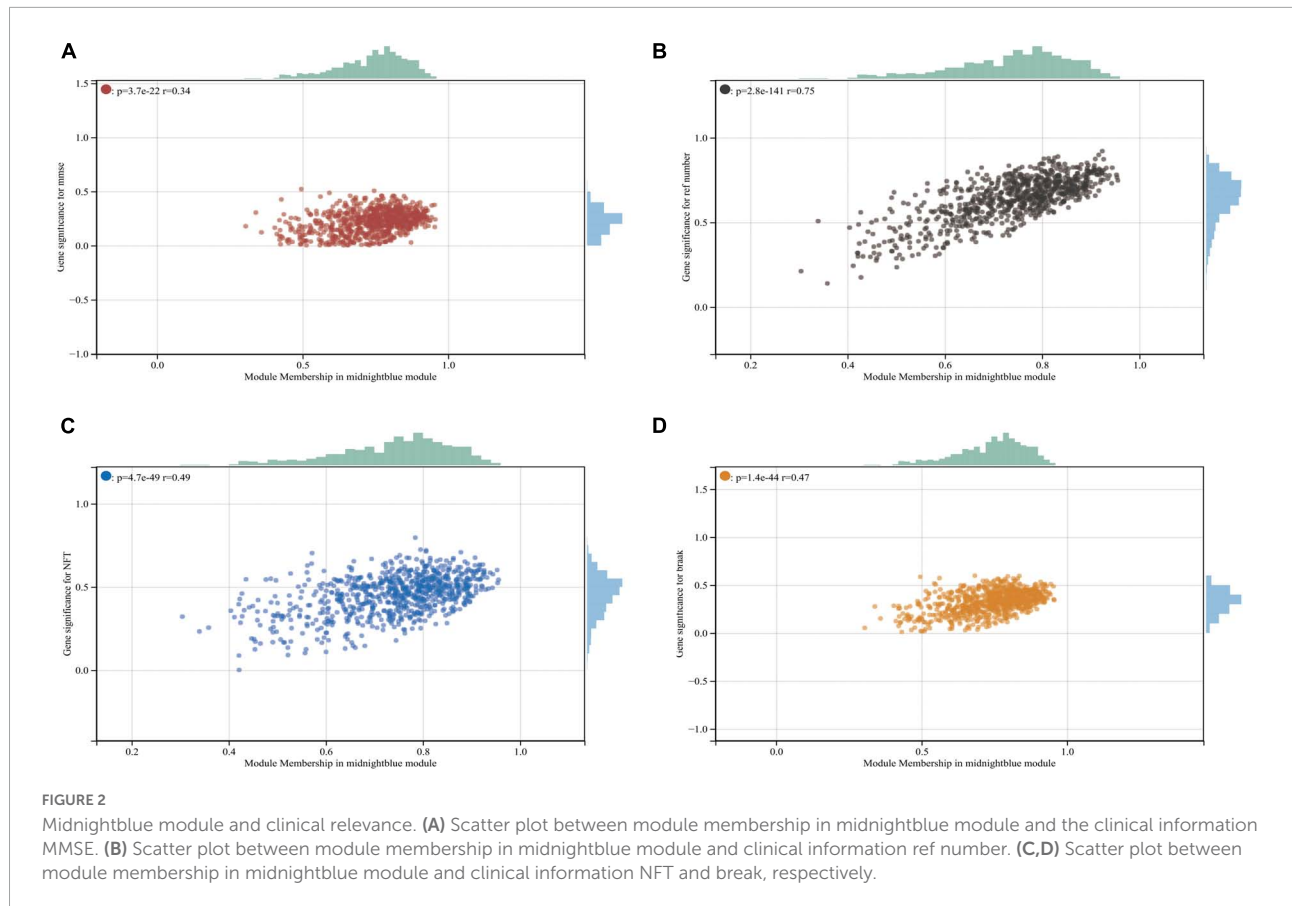 A
1.5
1.0
0.5
0.0
−0.5
−1.0
Gene significance for mmse
: p=3.7e-22 r=0.34
0.0 0.5 1.0
Module Membership in midnightblue module
B
1.0
0.5
0.0
Gene significance for ref number
: p=2.8e-141 r=0.75
0.2 0.4 0.6 0.8 1.0
Module Membership in midnightblue module
C
1.0
0.5
0.0
Gene significance for NFT
: p=4.7e-49 r=0.49
0.2 0.4 0.6 0.8 1.0
Module Membership in midnightblue module
D
1.5
1.0
0.5
0.0
−0.5
−1.0
Gene significance for braak
: p=1.4e-44 r=0.47
0.0 0.5 1.0
Module Membership in midnightblue module
FIGURE 2
Midnightblue module and clinical relevance. (A) Scatter plot between module membership in midnightblue module and the clinical information
MMSE. (B) Scatter plot between module membership in midnightblue module and clinical information ref number. (C,D) Scatter plot between
module membership in midnightblue module and clinical information NFT and break, respectively.